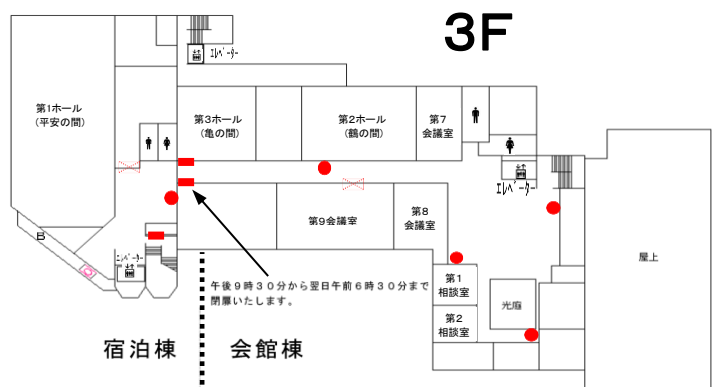 3F
エレベーター
第1ホール
(平安の間)
第3ホール
(亀の間)
第2ホール
(鶴の間)
第7
会議室
エレベーター
第9会議室
第8
会議室
B
エレベーター
屋上
第1
相談室
光庭
第2
相談室
午後9時30分から翌日午前6時30分まで
閉扉いたします。
宿泊棟
会館棟